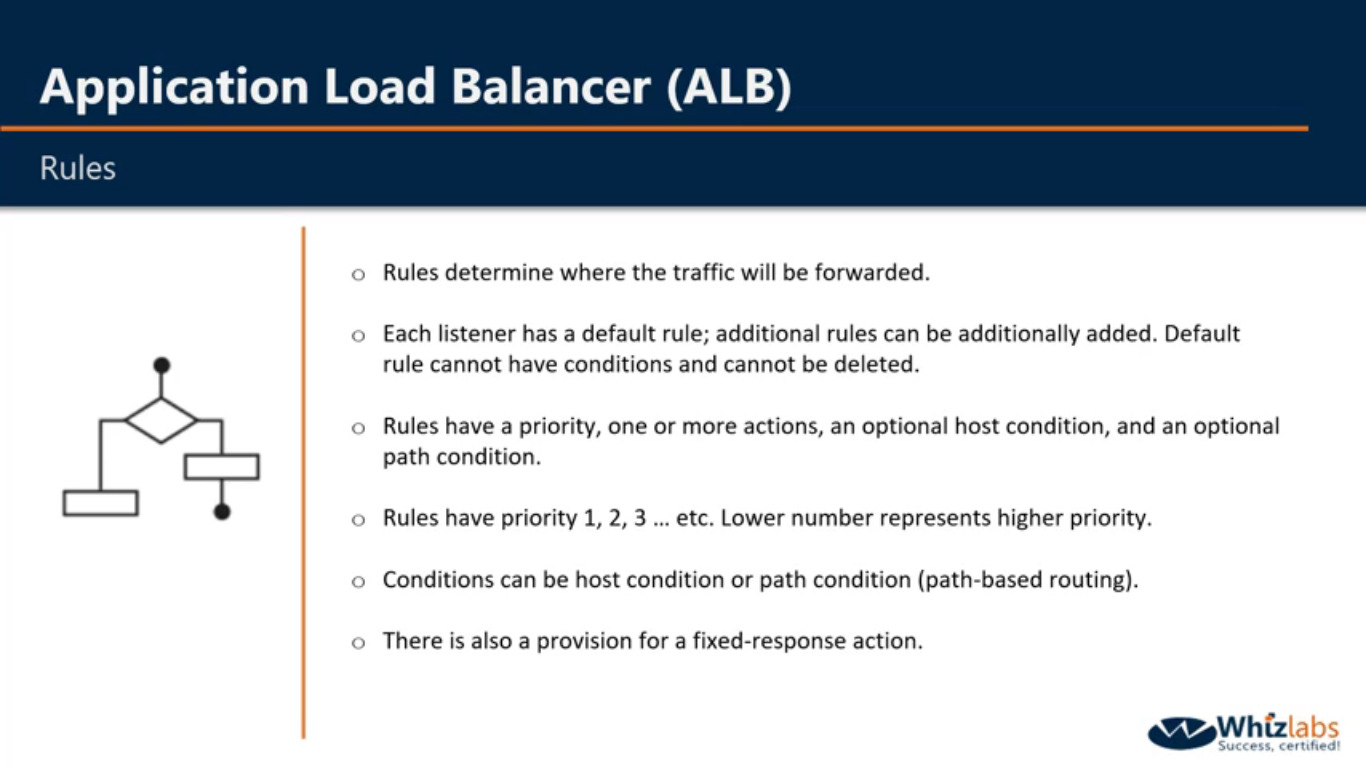 Application Load Balancer (ALB)
Rules
o Rules determine where the traffic will be forwarded.
o Each listener has a default rule; additional rules can be additionally added. Default
rule cannot have conditions and cannot be deleted.
o Rules have a priority, one or more actions, an optional host condition, and an optional
path condition.
o Rules have priority 1, 2, 3 ... etc. Lower number represents higher priority.
o Conditions can be host condition or path condition (path-based routing).
o There is also a provision for a fixed-response action.
Whizlabs
Success, certified!